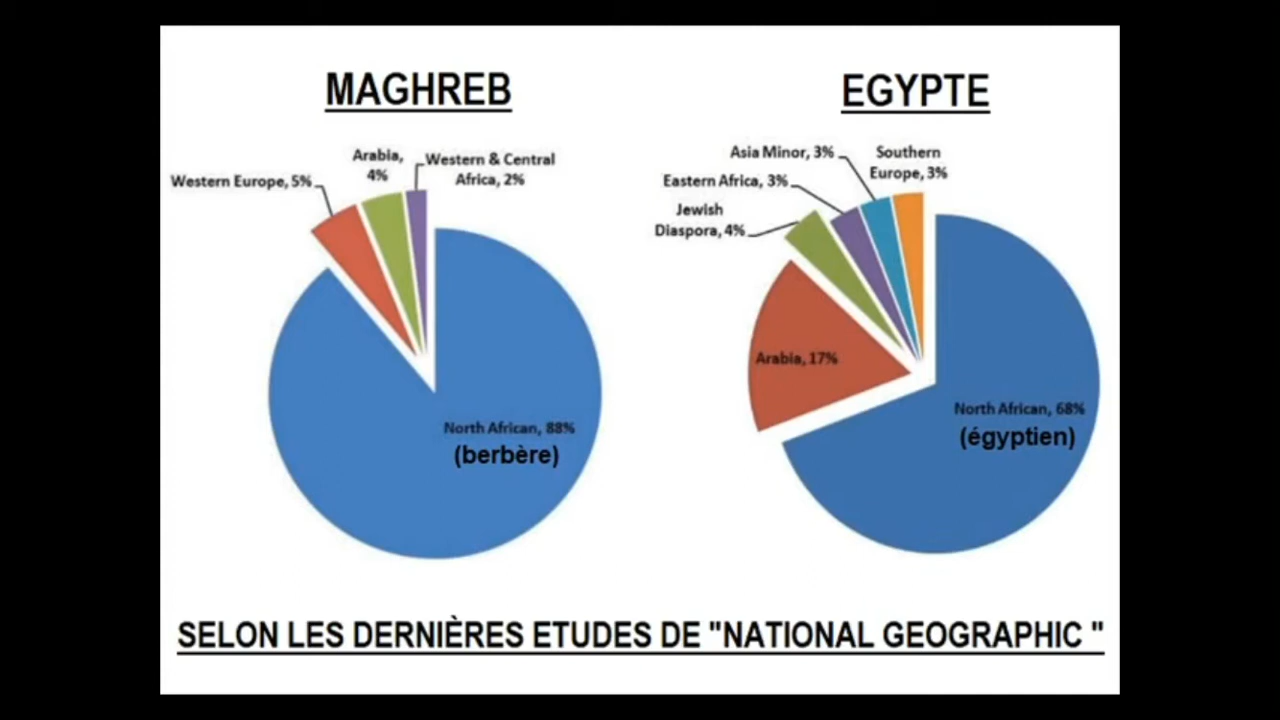 MAGHREB
Western Europe, 5%
Arabia,
4%
Western & Central
Africa, 2%
North African, 88%
(berbère)
EGYPTE
Asia Minor, 3%
Southern
Europe, 3%
Eastern Africa, 3%
Jewish
Diaspora, 4%
Arabia, 17%
North African, 68%
(égyptien)
SELON LES DERNIÈRES ETUDES DE "NATIONAL GEOGRAPHIC "